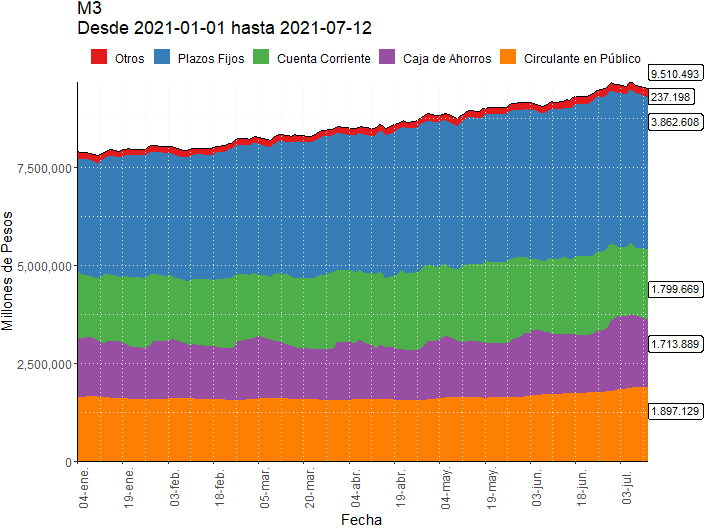 M3
Desde 2021-01-01 hasta 2021-07-12
Otros Plazos Fijos Cuenta Corriente Caja de Ahorros Circulante en Público
9.510.493
237.198
3.862.608
7,500,000
5,000,000
1.799.669
1.713.889
2,500,000
1.897.129
0
Millones de Pesos
04-ene. 19-ene. 03-feb. 18-feb. 05-mar. 20-mar. 04-abr. 19-abr. 04-may. 19-may. 03-jun. 18-jun. 03-jul.
Fecha